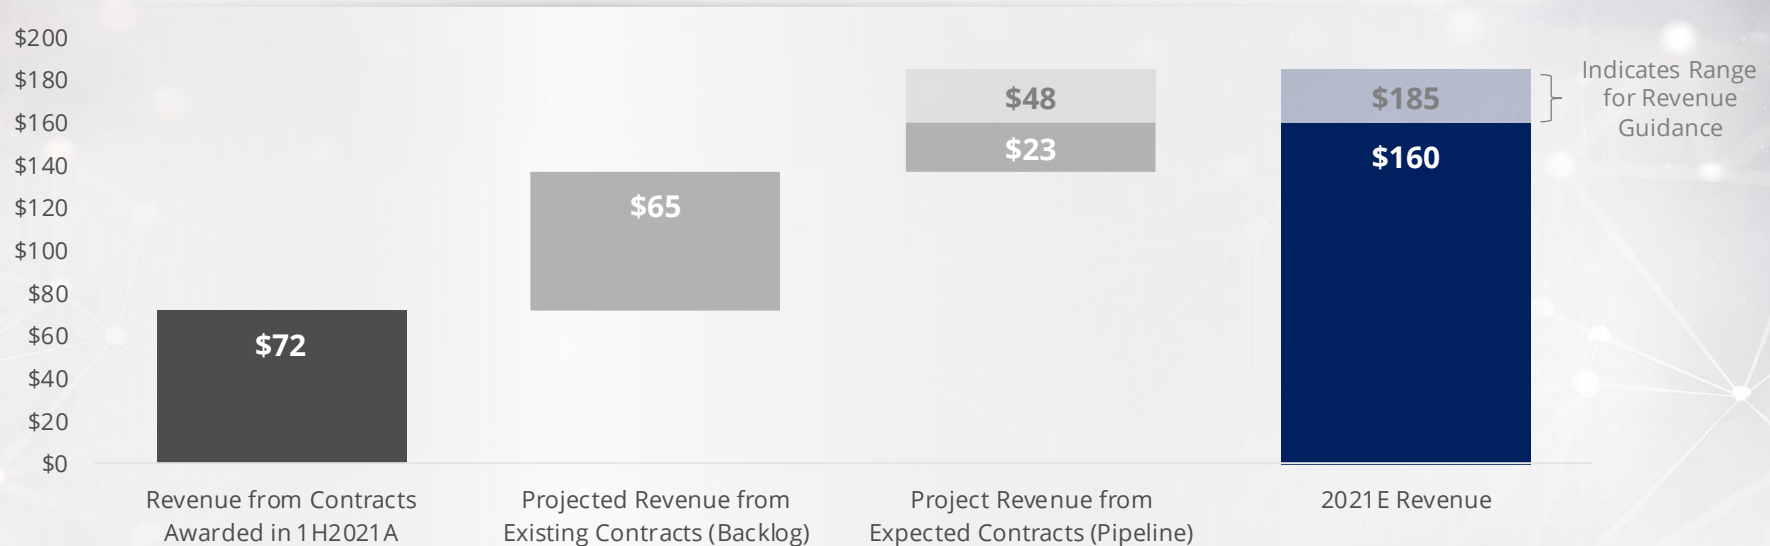 $200
$180
$160
$140
$120
$100
$80
$60
$40
$20
$0
$72
$65
$48
$23
$185
$160
Indicates Range
for Revenue
Guidance
Revenue from Contracts
Awarded in 1H2021A
Projected Revenue from
Existing Contracts (Backlog)
Project Revenue from
Expected Contracts (Pipeline)
2021E Revenue